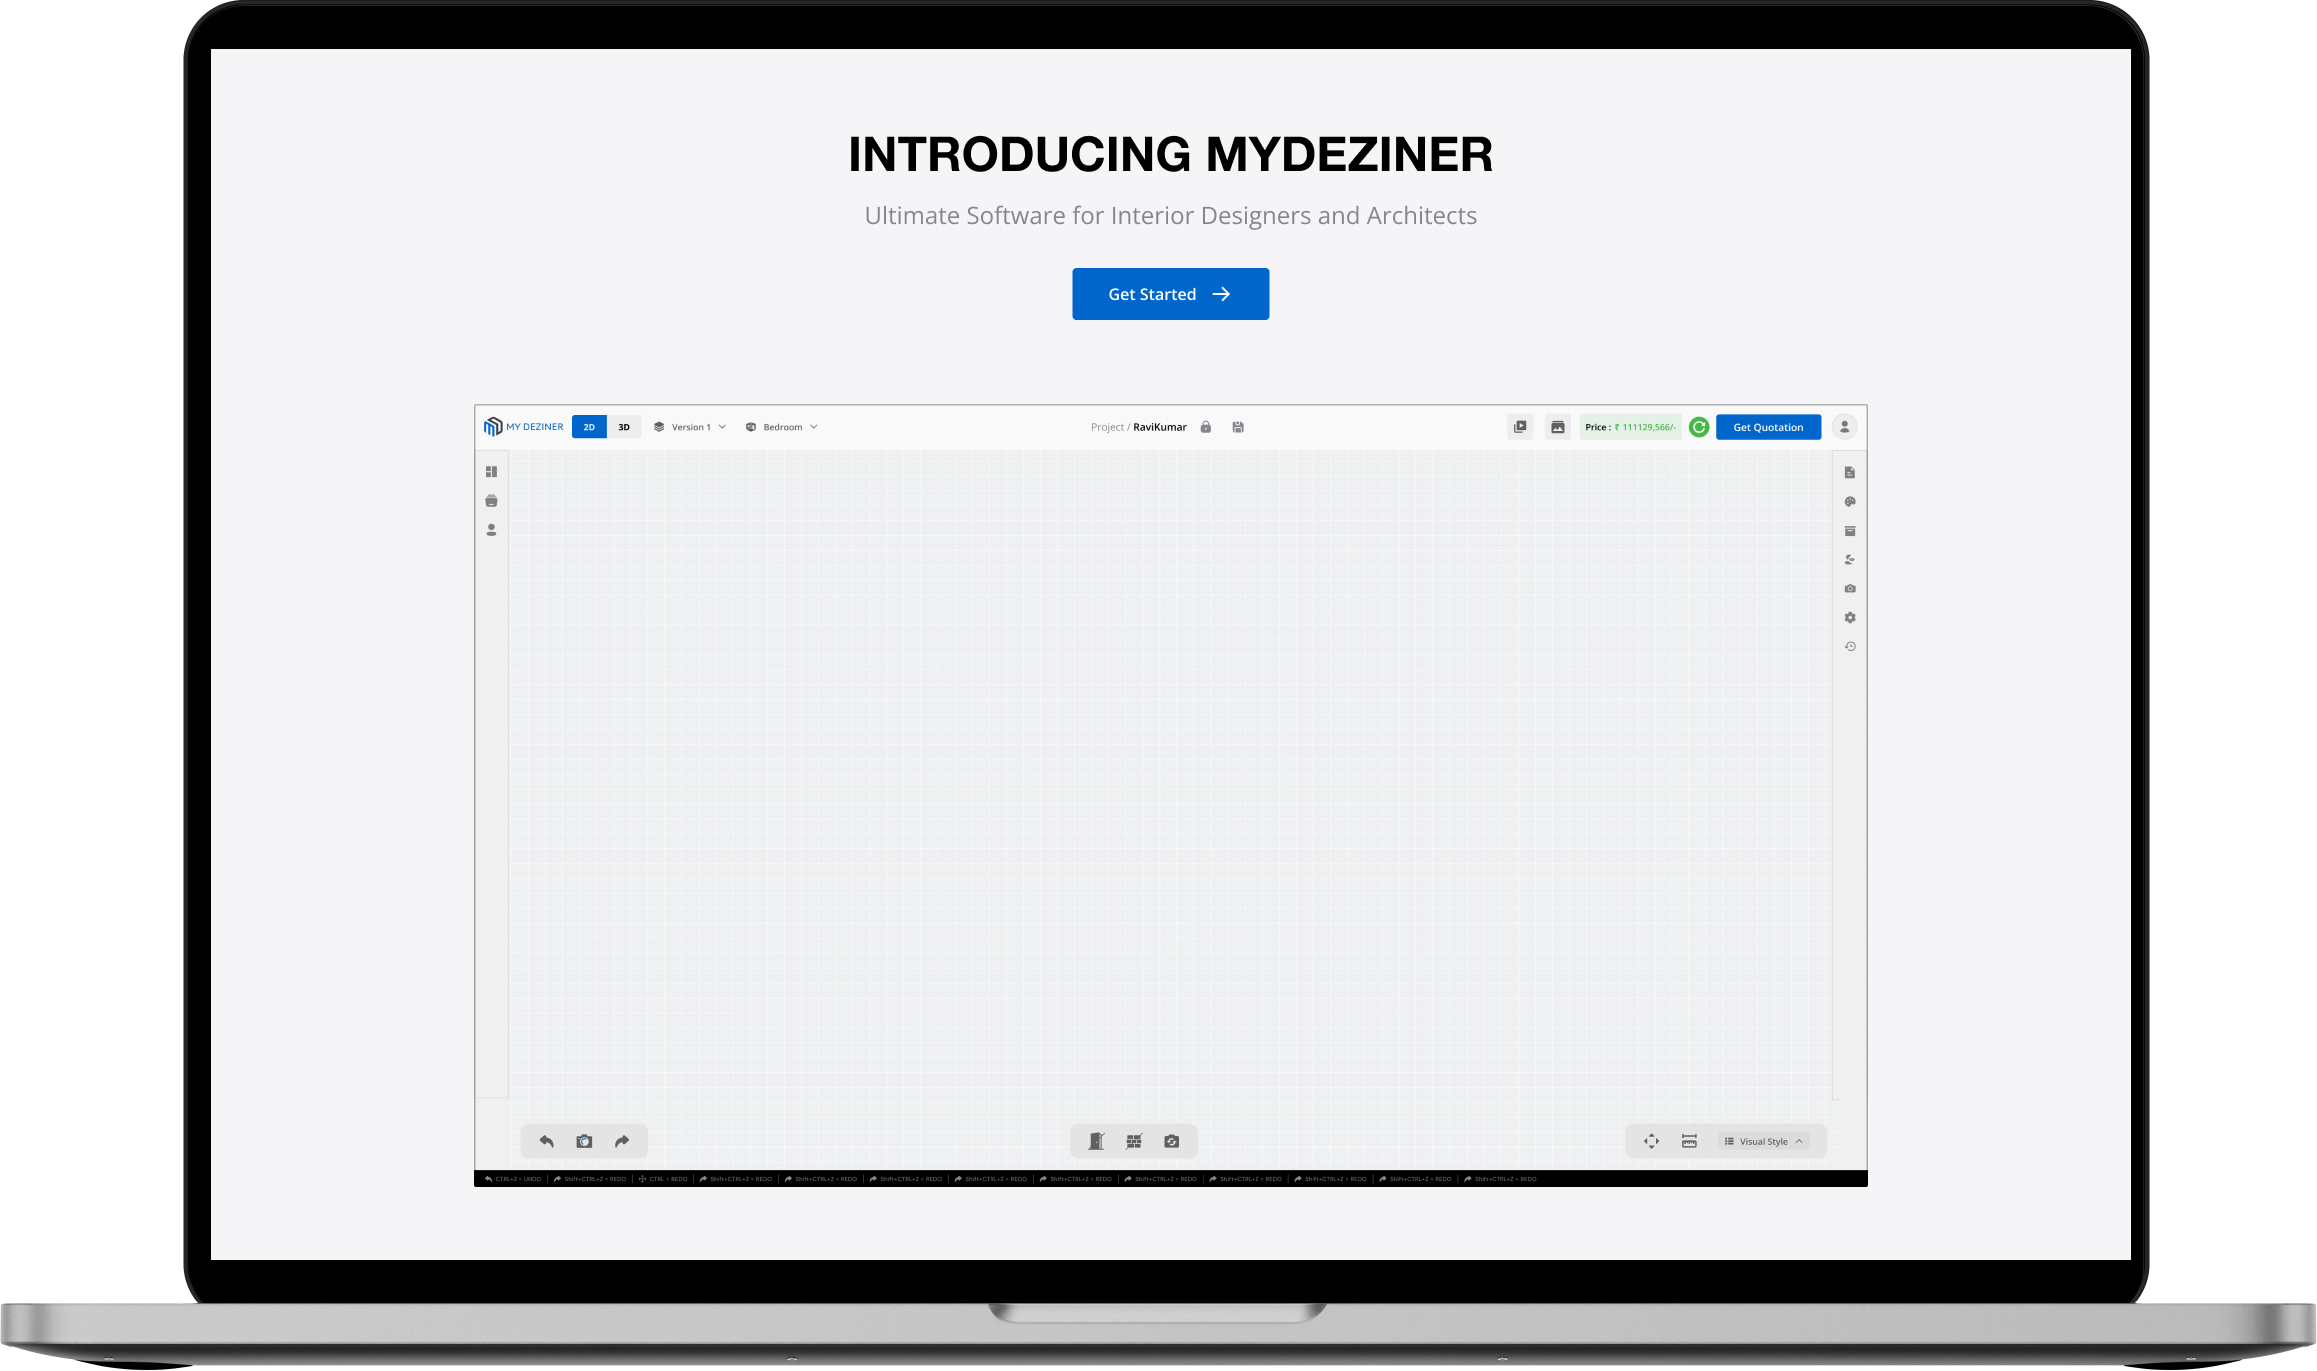 INTRODUCING MYDEZINER
Ultimate Software for Interior Designers and Architects
Get Started
MY DEZINER 2D 3D Version 1 Bedroom Project / RaviKumar Price : ₹ 111129,566/- Get Quotation
Visual Style
CTRL+Z = UNDO Shift+CTRL+Z = REDO CTRL = REDO Shift+CTRL+Z = REDO Shift+CTRL+Z = REDO Shift+CTRL+Z = REDO Shift+CTRL+Z = REDO Shift+CTRL+Z = REDO Shift+CTRL+Z = REDO Shift+CTRL+Z = REDO Shift+CTRL+Z = REDO Shift+CTRL+Z = REDO Shift+CTRL+Z = REDO